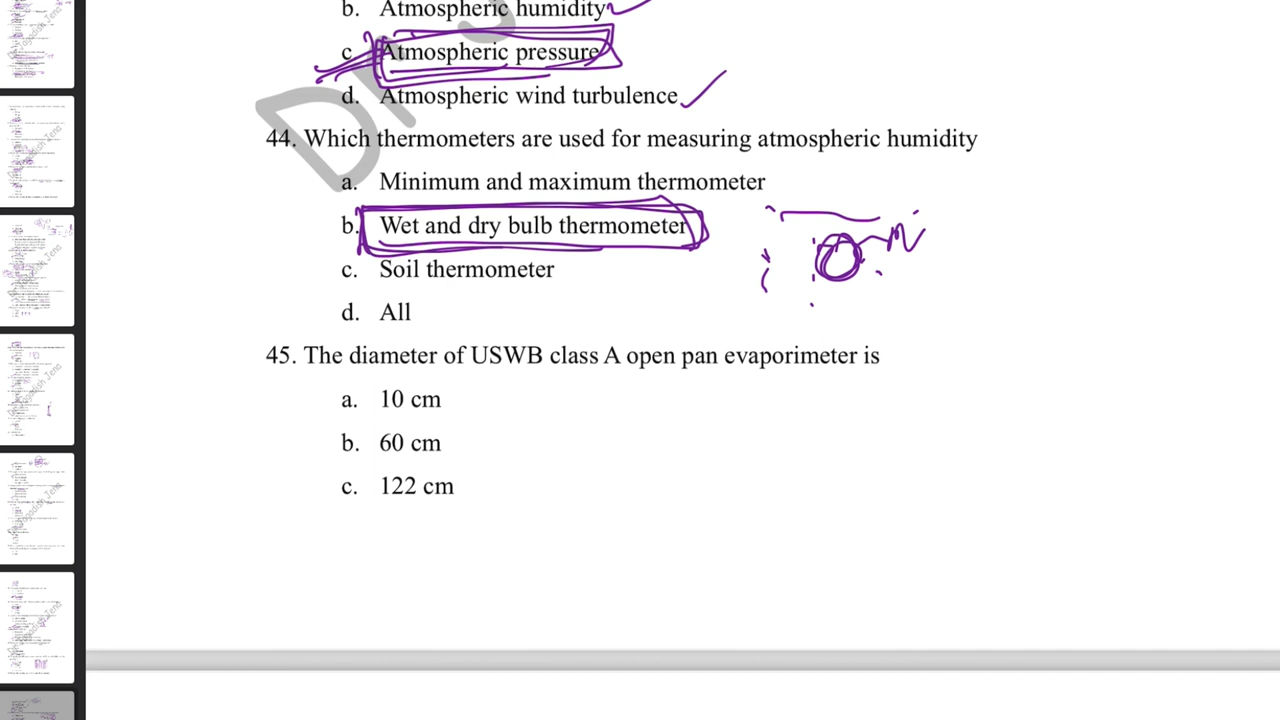 b. Atmospheric humidity
c. Atmospheric pressure
d. Atmospheric wind turbulence
44. Which thermometers are used for measuring atmospheric humidity
a. Minimum and maximum thermometer
b. Wet and dry bulb thermometer
c. Soil thermometer
d. All
45. The diameter of USWB class A open pan evaporimeter is
a. 10 cm
b. 60 cm
c. 122 cm